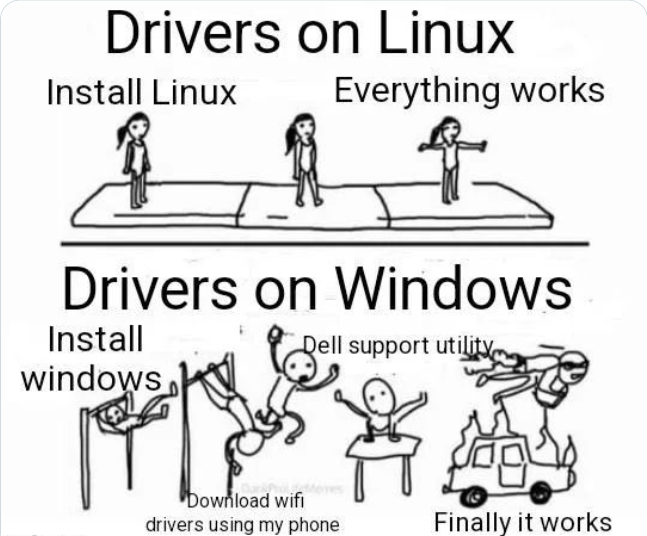 Drivers on Linux
Install Linux
Everything works
Drivers on Windows
Install
windows
Dell support utility
Download wifi
drivers using my phone
Finally it works